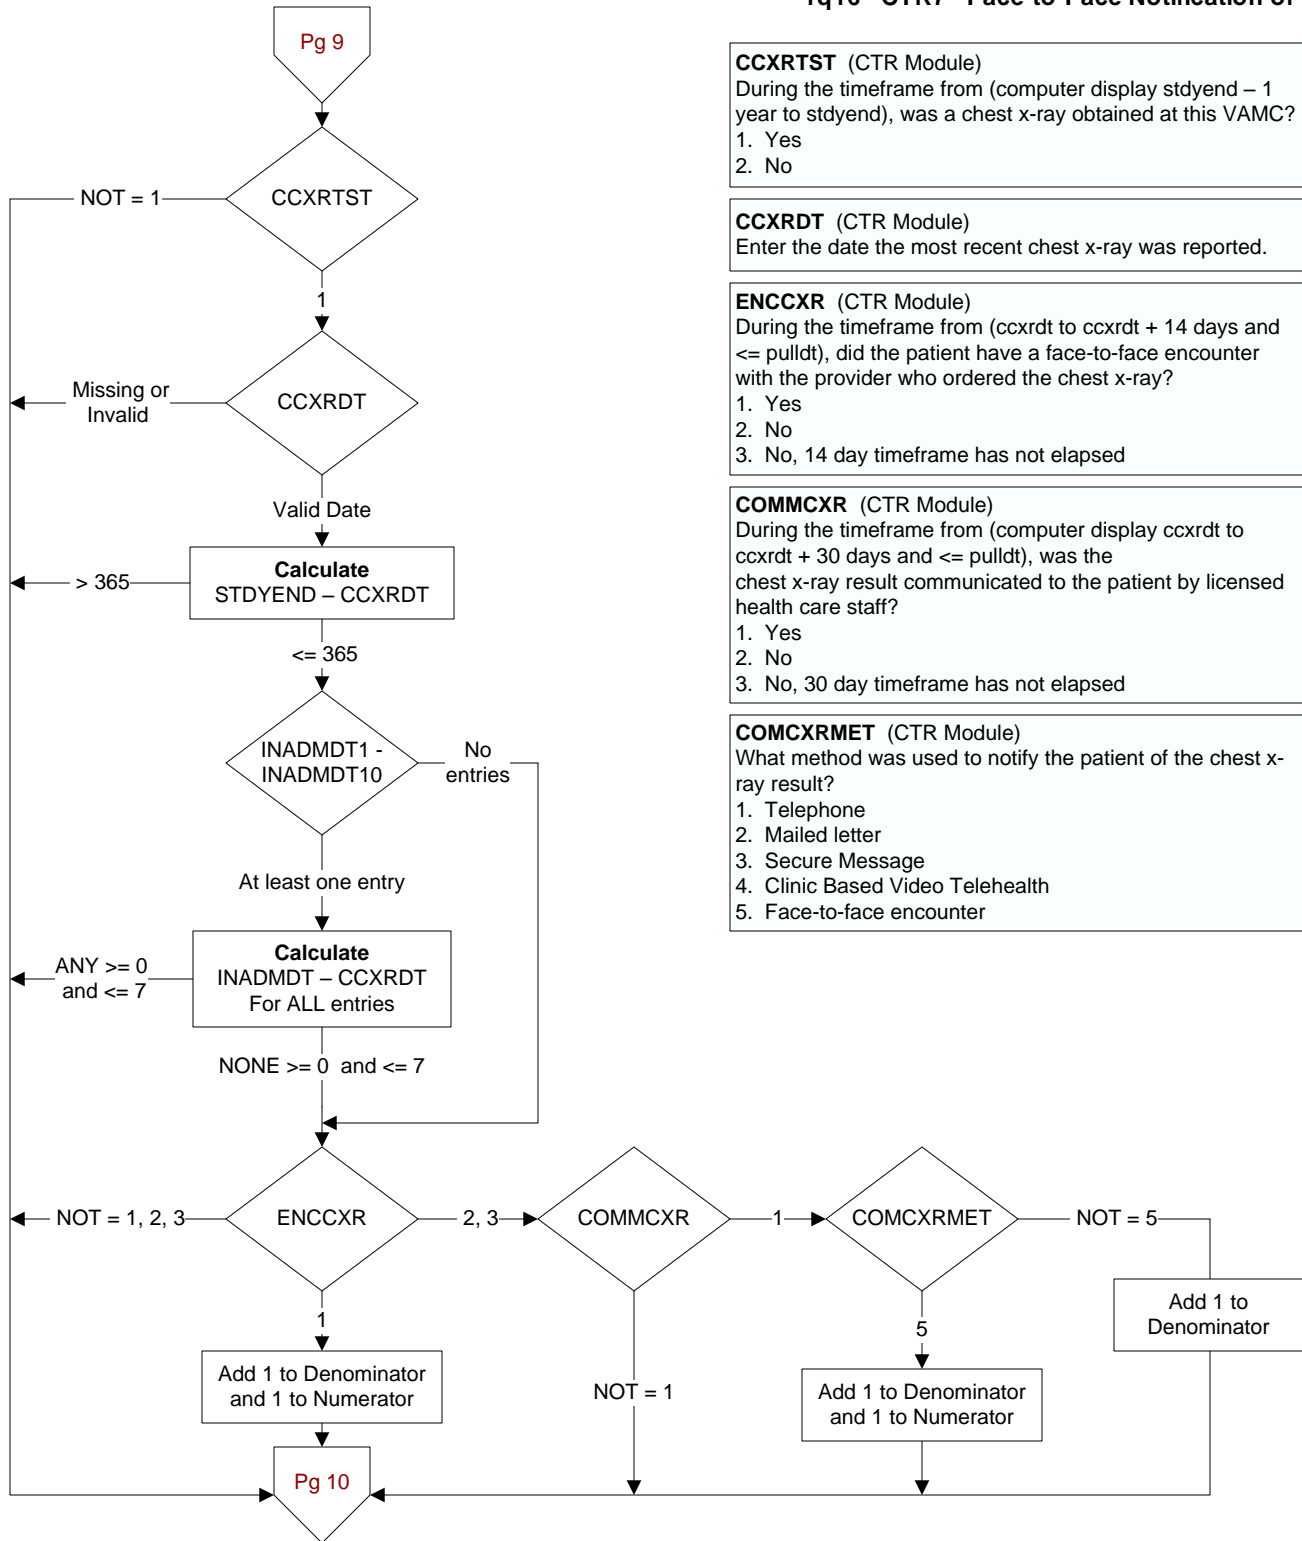 1q16 CTR7 Face-to-Face Notification of
Pg 9
CCXRTST
NOT = 1
1
CCXRDT
Missing or
Invalid
Valid Date
Calculate
STDYEND – CCXRDT
> 365
<= 365
INADMDT1 -
INADMDT10
No
entries
At least one entry
Calculate
INADMDT – CCXRDT
For ALL entries
ANY >= 0
and <= 7
NONE >= 0 and <= 7
NOT = 1, 2, 3
ENCCXR
2, 3
COMMCXR
1
COMCXRMET
NOT = 5
1
Add 1 to Denominator
and 1 to Numerator
NOT = 1
5
Add 1 to Denominator
and 1 to Numerator
Add 1 to
Denominator
Pg 10
CCXRTST (CTR Module)
During the timeframe from (computer display stdyend – 1
year to stdyend), was a chest x-ray obtained at this VAMC?
1. Yes
2. No
CCXRDT (CTR Module)
Enter the date the most recent chest x-ray was reported.
ENCCXR (CTR Module)
During the timeframe from (ccxrdt to ccxrdt + 14 days and
<= pulldt), did the patient have a face-to-face encounter
with the provider who ordered the chest x-ray?
1. Yes
2. No
3. No, 14 day timeframe has not elapsed
COMMCXR (CTR Module)
During the timeframe from (computer display ccxrdt to
ccxrdt + 30 days and <= pulldt), was the
chest x-ray result communicated to the patient by licensed
health care staff?
1. Yes
2. No
3. No, 30 day timeframe has not elapsed
COMCXRMET (CTR Module)
What method was used to notify the patient of the chest x-
ray result?
1. Telephone
2. Mailed letter
3. Secure Message
4. Clinic Based Video Telehealth
5. Face-to-face encounter